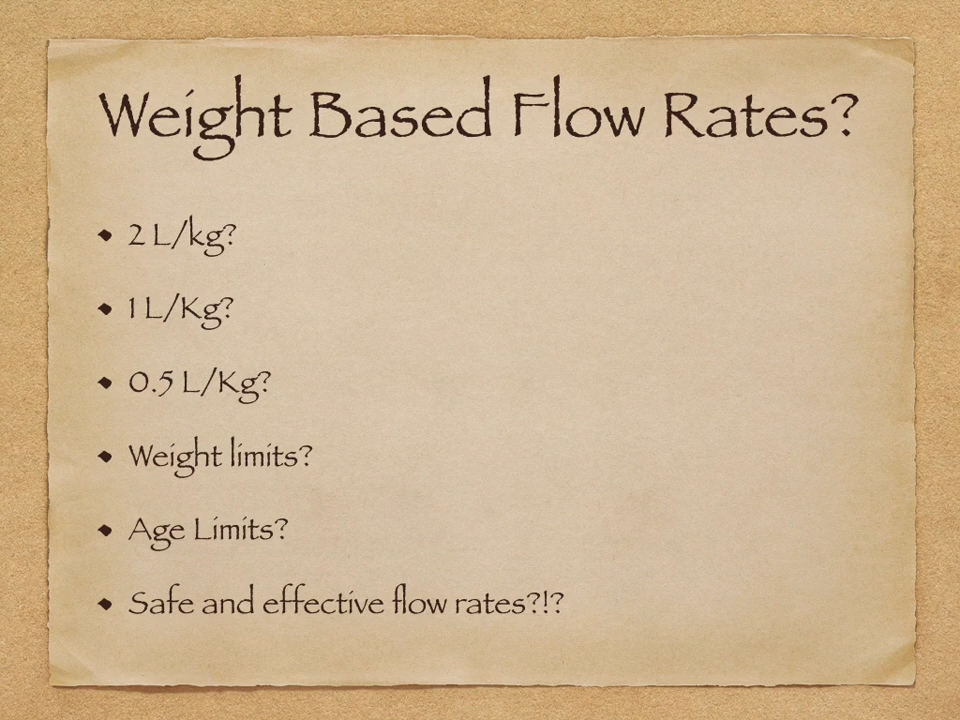 Weight Based Flow Rates?
• 2 L/kg?
• 1 L/Kg?
• 0.5 L/Kg?
• Weight limits?
• Age Limits?
• Safe and effective flow rates?!?